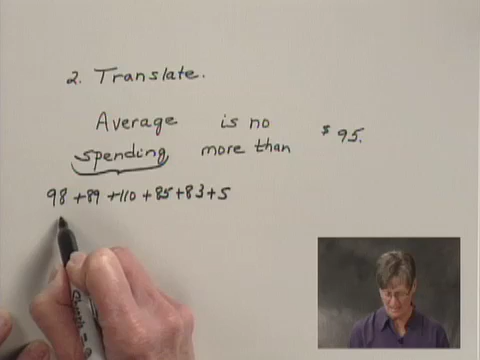 2. Translate.
Average is no $95.
spending more than
98 +89 +110 +85+83+s